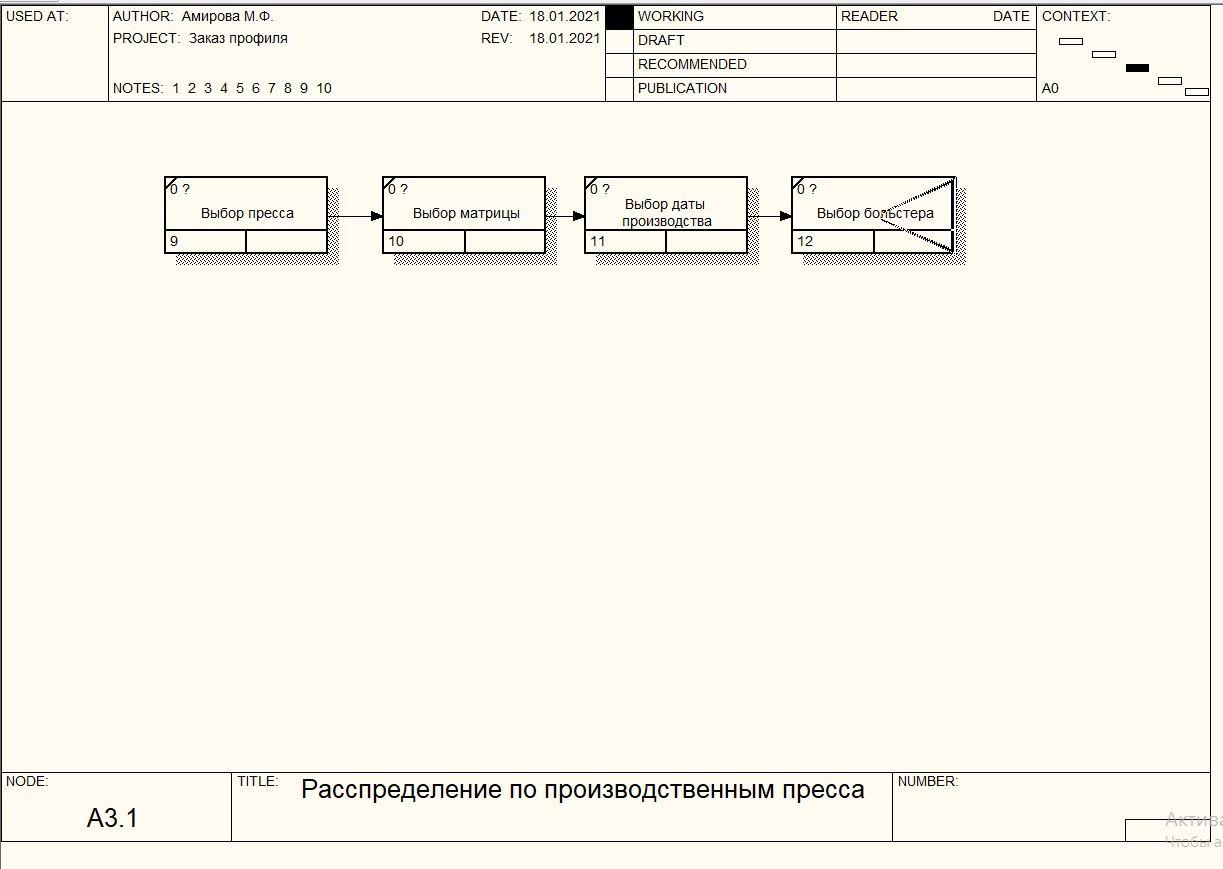 USED AT:
AUTHOR: Амирова М.Ф.
DATE: 18.01.2021
PROJECT: Заказ профиля
REV: 18.01.2021
NOTES: 1 2 3 4 5 6 7 8 9 10
WORKING
DRAFT
RECOMMENDED
PUBLICATION
READER DATE
CONTEXT:
A0
0 ?
Выбор пресса
9
0 ?
Выбор матрицы
10
0 ?
Выбор даты
производства
11
0 ?
Выбор больстера
12
NODE:
A3.1
TITLE:
Расспределение по производственным пресса
NUMBER:
Актива
Чтобы а